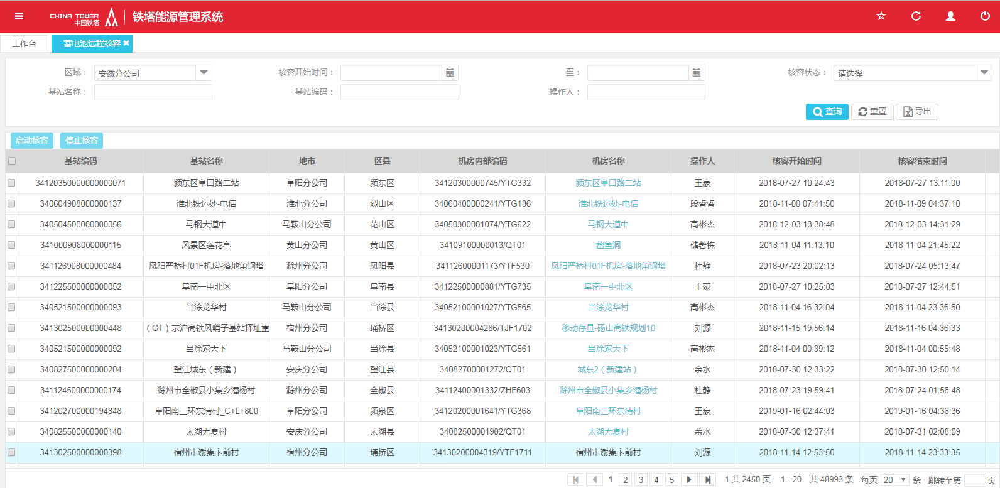 CHINA TOWER
中国铁塔
铁塔能源管理系统
工作台 蓄电池远程核容
区域： 安徽分公司 核容开始时间： 至： 核容状态： 请选择
基站名称： 基站编码： 操作人：
查询 重置 导出
启动核容 停止核容
基站编码 基站名称 地市 区县 机房内部编码 机房名称 操作人 核容开始时间 核容结束时间
34120350000000000071 颍东区阜口路二站 阜阳分公司 颍东区 34120300000745/YTG332 颍东区阜口路二站 王豪 2018-07-27 10:24:43 2018-07-27 13:11:00
340604908000000137 淮北铁运处-电信 淮北分公司 烈山区 34060400000241/YTG186 淮北铁运处-电信 段睿睿 2018-11-08 07:41:50 2018-11-09 04:37:10
340504500000000056 马钢大道中 马鞍山分公司 花山区 34050300001074/YTG622 马钢大道中 高彬杰 2018-12-03 13:38:48 2018-12-03 14:31:29
341000908000000115 风景区莲花亭 黄山分公司 黄山区 34109100000013/QT01 鳌鱼洞 储著栋 2018-11-04 11:13:10 2018-11-04 21:45:22
341126908000000484 凤阳严桥村01F机房-落地角钢塔 滁州分公司 凤阳县 34112600001173/YTF530 凤阳严桥村01F机房-落地角钢塔 杜静 2018-07-23 20:02:13 2018-07-24 05:13:47
341225500000000052 阜南一中北区 阜阳分公司 阜南县 34122500000881/YTG735 阜南一中北区 王豪 2018-07-27 10:25:03 2018-07-27 12:44:51
340521500000000093 当涂龙华村 马鞍山分公司 当涂县 34052100001027/YTG565 当涂龙华村 高彬杰 2018-11-04 16:32:04 2018-11-04 23:36:50
341302500000000448 （GT）京沪高铁风哨子基站择址重 宿州分公司 埇桥区 34130200004286/TJF1702 移动存量-砀山高铁规划10 刘源 2018-11-15 19:56:14 2018-11-16 04:36:33
340521500000000092 当涂家天下 马鞍山分公司 当涂县 34052100001023/YTG561 当涂家天下 高彬杰 2018-11-04 00:39:12 2018-11-04 00:55:48
340827500000000204 望江城东（新建） 安庆分公司 望江县 34082700001272/QT01 城东2（新建站） 余水 2018-07-30 12:33:22 2018-07-30 12:50:14
341124500000000174 滁州市全椒县小集乡潘杨村 滁州分公司 全椒县 34112400001332/ZHF603 滁州市全椒县小集乡潘杨村 杜静 2018-07-23 19:59:41 2018-07-24 01:56:48
341202700000194848 阜阳南三环东清村_C+L+800 阜阳分公司 颍泉区 34120200001641/YTG368 阜阳南三环东清村 王豪 2019-01-16 02:44:03 2019-01-16 04:36:36
340825500000000140 太湖无夏村 安庆分公司 太湖县 34082500001902/QT01 太湖无夏村 余水 2018-07-30 12:37:41 2018-07-31 02:08:09
341302500000000398 宿州市谢集卞前村 宿州分公司 埇桥区 34130200004319/YTF1711 宿州市谢集卞前村 刘源 2018-11-14 12:53:50 2018-11-14 23:33:35
1 2 3 4 5 1 共 2450 页 1 - 20 共 48993 条 每页 20 条 跳转至第 页